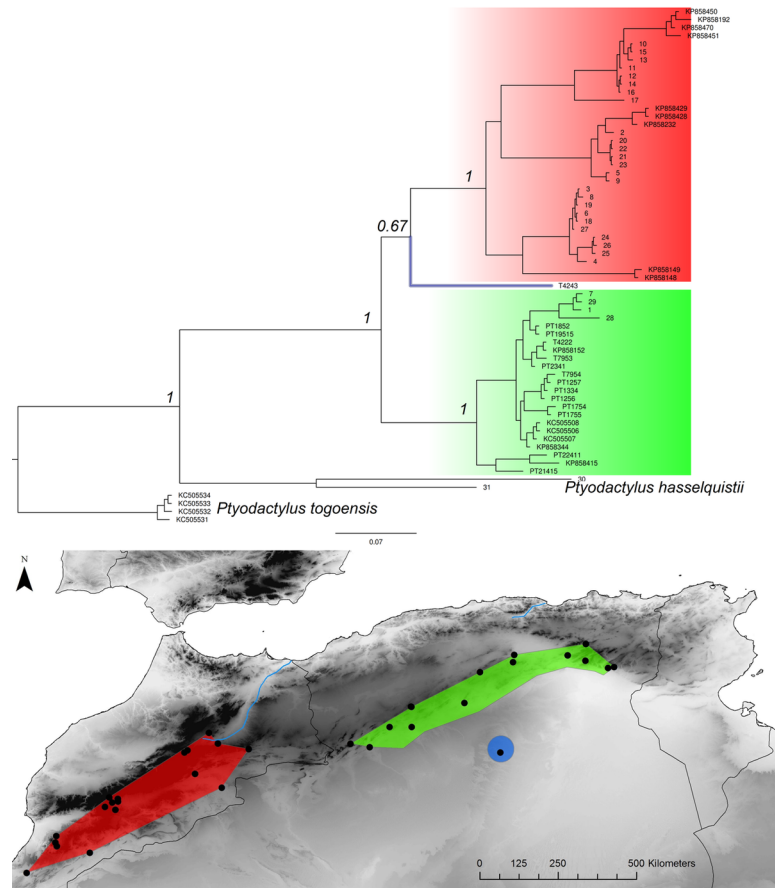 KP858450
KP858192
KP858470
KP858451
10
15
13
11
12
14
16
17
KP858429
KP858428
KP858232
2
20
22
21
23
5
9
1
3
8
19
6
18
27
0.67
24
26
25
4
KP858149
KP858148
T4243
7
29
1
28
1
PT1852
PT19515
T4222
KP858152
T7953
PT2341
T7954
PT1257
PT1334
PT1256
1
1
PT1754
PT1755
KC505508
KC505506
KC505507
KP858344
PT22411
KP858415
PT21415
30
31
Ptyodactylus hasselquistii
KC505534
KC505533
KC505532
KC505531
Ptyodactylus togoensis
0.07
N
0 125 250 500 Kilometers